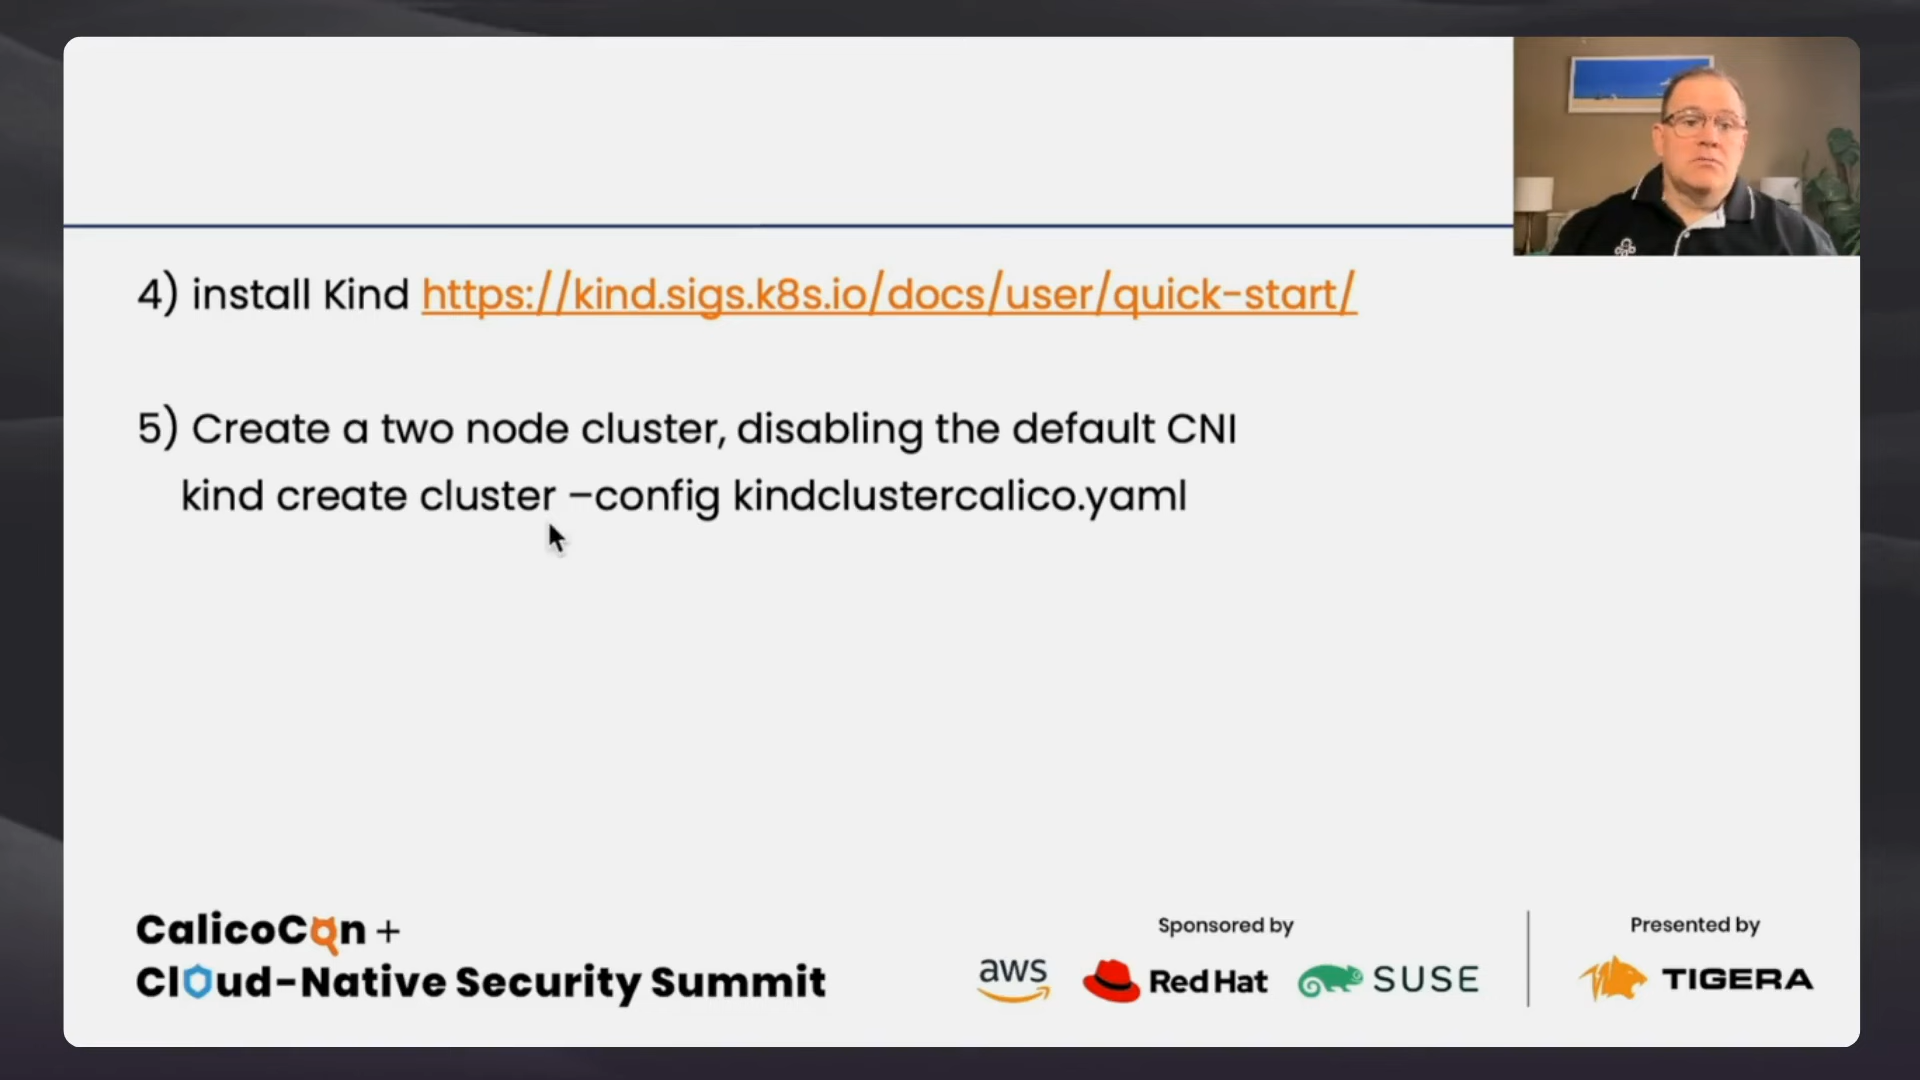 4) install Kind https://kind.sigs.k8s.io/docs/user/quick-start/
5) Create a two node cluster, disabling the default CNI
kind create cluster –config kindclustercalico.yaml
CalicoCon +
Cloud-Native Security Summit
Sponsored by
aws
Red Hat
SUSE
Presented by
TIGERA